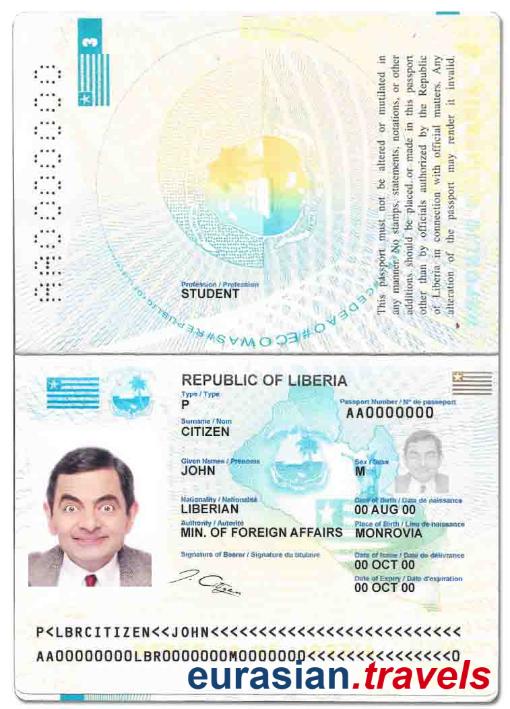 3
AA0000000
This passport must not be altered or mutilated in
any manner. No stamps, statements, notations, or other
additions should be placed or made in this passport
other than by officials authorized by the Republic
of Liberia in connection with official matters. Any
alteration of the passport may render it invalid.
Profession / Profession
STUDENT
REPUBLIC OF LIBERIA
Type / Type
P
Passport Number / N° de passeport
AA0000000
Surname / Nom
CITIZEN
Given Names / Prénoms
JOHN
Sex / Sexe
M
Nationality / Nationalité
LIBERIAN
Date of Birth / Date de naissance
00 AUG 00
Authority / Autorité
MIN. OF FOREIGN AFFAIRS
Place of Birth / Lieu de naissance
MONROVIA
Signature of Bearer / Signature du titulaire
Date of Issue / Date de délivrance
00 OCT 00
Date of Expiry / Date d'expiration
00 OCT 00
P<LBRCITIZEN<<JOHN<<<<<<<<<<<<<<<<<<<<<<<<<<
AA00000000LBR0000000M0000000<<<<<<<<<<<<<<<0
eurasian.travels